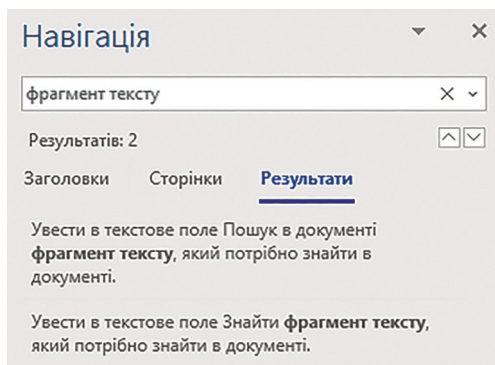 Навігація
фрагмент тексту
Результатів: 2
Заголовки Сторінки Результати
Увести в текстове поле Пошук в документі
фрагмент тексту, який потрібно знайти в
документі.
Увести в текстове поле Знайти фрагмент тексту,
який потрібно знайти в документі.